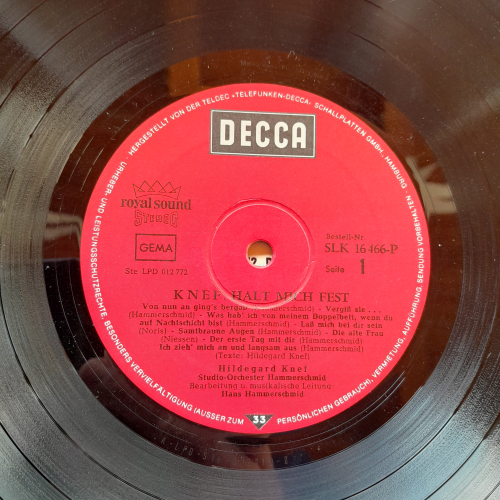 HERGESTELLT VON DER TELDEC »TELEFUNKEN-DECCA« SCHALLPLATTEN GMBH., HAMBURG.
URHEBER- UND LEISTUNGSSCHUTZRECHTE, BESONDERS VERVIELFÄLTIGUNG (AUSSER ZUM PERSÖNLICHEN GEBRAUCH), VERMIETUNG, AUFFÜHRUNG, SENDUNG VORBEHALTEN
DECCA
royal sound
STEREO
GEMA
Ste LPD 612 772
Bestell-Nr.
SLK 16 466-P
Seite 1
KNEF HALT MICH FEST
Von nun an ging's bergab (Hammerschmid) - Vergiß sie . . .
(Hammerschmid) - Was hab' ich von meinem Doppelbett, wenn du
auf Nachtschicht bist (Hammerschmid) - Laß mich bei dir sein
(Noris) - Samtbraune Augen (Hammerschmid) - Die alte Frau
(Niessen) - Der erste Tag mit dir (Hammerschmid)
Ich zieh' mich an und langsam aus (Hammerschmid)
(Texte: Hildegard Knef)
Hildegard Knef
Studio-Orchester Hammerschmid
Bearbeitung u. musikalische Leitung:
Hans Hammerschmid
33